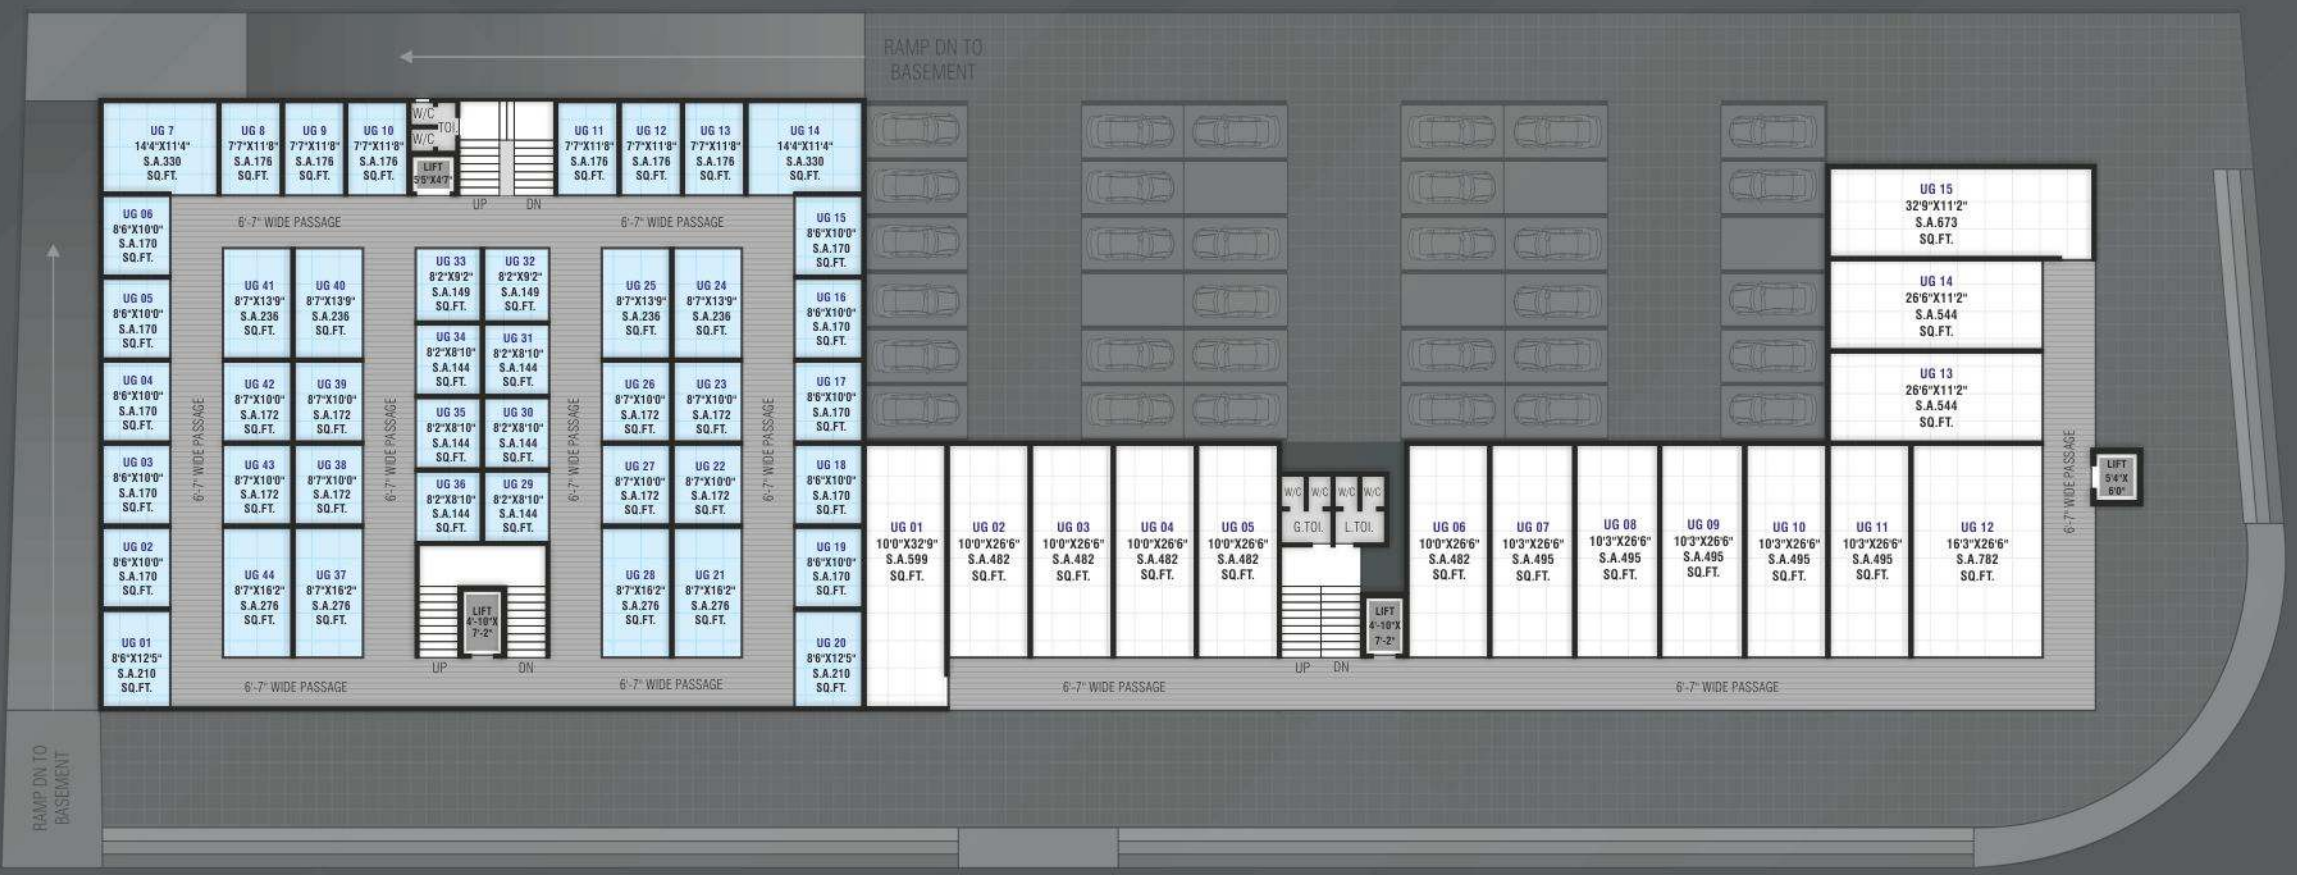 RAMP DN TO
BASEMENT
UG 7
14'4"X11'4"
S.A.330
SQ.FT.
UG 8
7'7"X11'8"
S.A.176
SQ.FT.
UG 9
7'7"X11'8"
S.A.176
SQ.FT.
UG 10
7'7"X11'8"
S.A.176
SQ.FT.
W/C
W/C
TOI.
LIFT
5'5"X4'7"
UP
DN
UG 11
7'7"X11'8"
S.A.176
SQ.FT.
UG 12
7'7"X11'8"
S.A.176
SQ.FT.
UG 13
7'7"X11'8"
S.A.176
SQ.FT.
UG 14
14'4"X11'4"
S.A.330
SQ.FT.
6'-7" WIDE PASSAGE
6'-7" WIDE PASSAGE
UG 06
8'6"X10'0"
S.A.170
SQ.FT.
UG 05
8'6"X10'0"
S.A.170
SQ.FT.
UG 04
8'6"X10'0"
S.A.170
SQ.FT.
UG 03
8'6"X10'0"
S.A.170
SQ.FT.
UG 02
8'6"X10'0"
S.A.170
SQ.FT.
UG 01
8'6"X12'5"
S.A.210
SQ.FT.
6'-7" WIDE PASSAGE
UG 41
8'7"X13'9"
S.A.236
SQ.FT.
UG 40
8'7"X13'9"
S.A.236
SQ.FT.
UG 42
8'7"X10'0"
S.A.172
SQ.FT.
UG 39
8'7"X10'0"
S.A.172
SQ.FT.
UG 43
8'7"X10'0"
S.A.172
SQ.FT.
UG 38
8'7"X10'0"
S.A.172
SQ.FT.
UG 44
8'7"X16'2"
S.A.276
SQ.FT.
UG 37
8'7"X16'2"
S.A.276
SQ.FT.
6'-7" WIDE PASSAGE
UG 33
8'2"X9'2"
S.A.149
SQ.FT.
UG 32
8'2"X9'2"
S.A.149
SQ.FT.
UG 34
8'2"X8'10"
S.A.144
SQ.FT.
UG 31
8'2"X8'10"
S.A.144
SQ.FT.
UG 35
8'2"X8'10"
S.A.144
SQ.FT.
UG 30
8'2"X8'10"
S.A.144
SQ.FT.
UG 36
8'2"X8'10"
S.A.144
SQ.FT.
UG 29
8'2"X8'10"
S.A.144
SQ.FT.
LIFT
4'-10"X
7'-2"
UP
DN
6'-7" WIDE PASSAGE
UG 25
8'7"X13'9"
S.A.236
SQ.FT.
UG 24
8'7"X13'9"
S.A.236
SQ.FT.
UG 26
8'7"X10'0"
S.A.172
SQ.FT.
UG 23
8'7"X10'0"
S.A.172
SQ.FT.
UG 27
8'7"X10'0"
S.A.172
SQ.FT.
UG 22
8'7"X10'0"
S.A.172
SQ.FT.
UG 28
8'7"X16'2"
S.A.276
SQ.FT.
UG 21
8'7"X16'2"
S.A.276
SQ.FT.
6'-7" WIDE PASSAGE
UG 15
8'6"X10'0"
S.A.170
SQ.FT.
UG 16
8'6"X10'0"
S.A.170
SQ.FT.
UG 17
8'6"X10'0"
S.A.170
SQ.FT.
UG 18
8'6"X10'0"
S.A.170
SQ.FT.
UG 19
8'6"X10'0"
S.A.170
SQ.FT.
UG 20
8'6"X12'5"
S.A.210
SQ.FT.
6'-7" WIDE PASSAGE
6'-7" WIDE PASSAGE
UG 15
32'9"X11'2"
S.A.673
SQ.FT.
UG 14
26'6"X11'2"
S.A.544
SQ.FT.
UG 13
26'6"X11'2"
S.A.544
SQ.FT.
UG 01
10'0"X32'9"
S.A.599
SQ.FT.
UG 02
10'0"X26'6"
S.A.482
SQ.FT.
UG 03
10'0"X26'6"
S.A.482
SQ.FT.
UG 04
10'0"X26'6"
S.A.482
SQ.FT.
UG 05
10'0"X26'6"
S.A.482
SQ.FT.
W/C W/C W/C W/C
G.TOI. L.TOI.
LIFT
4'-10"X
7'-2"
UP DN
UG 06
10'0"X26'6"
S.A.482
SQ.FT.
UG 07
10'3"X26'6"
S.A.495
SQ.FT.
UG 08
10'3"X26'6"
S.A.495
SQ.FT.
UG 09
10'3"X26'6"
S.A.495
SQ.FT.
UG 10
10'3"X26'6"
S.A.495
SQ.FT.
UG 11
10'3"X26'6"
S.A.495
SQ.FT.
UG 12
16'3"X26'6"
S.A.782
SQ.FT.
6'-7" WIDE PASSAGE
LIFT
5'4"X
6'0"
6'-7" WIDE PASSAGE
6'-7" WIDE PASSAGE
RAMP DN TO
BASEMENT